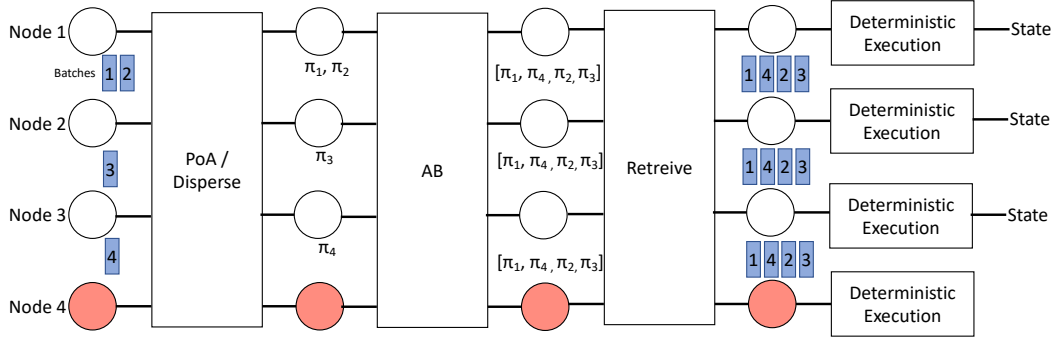 Node 1
Batches
1 2
Node 2
3
Node 3
4
Node 4
PoA /
Disperse
π1, π2
π3
π4
AB
[π1, π4, π2, π3]
[π1, π4, π2, π3]
[π1, π4, π2, π3]
Retreive
1 4 2 3
1 4 2 3
1 4 2 3
Deterministic
Execution
State
Deterministic
Execution
State
Deterministic
Execution
State
Deterministic
Execution